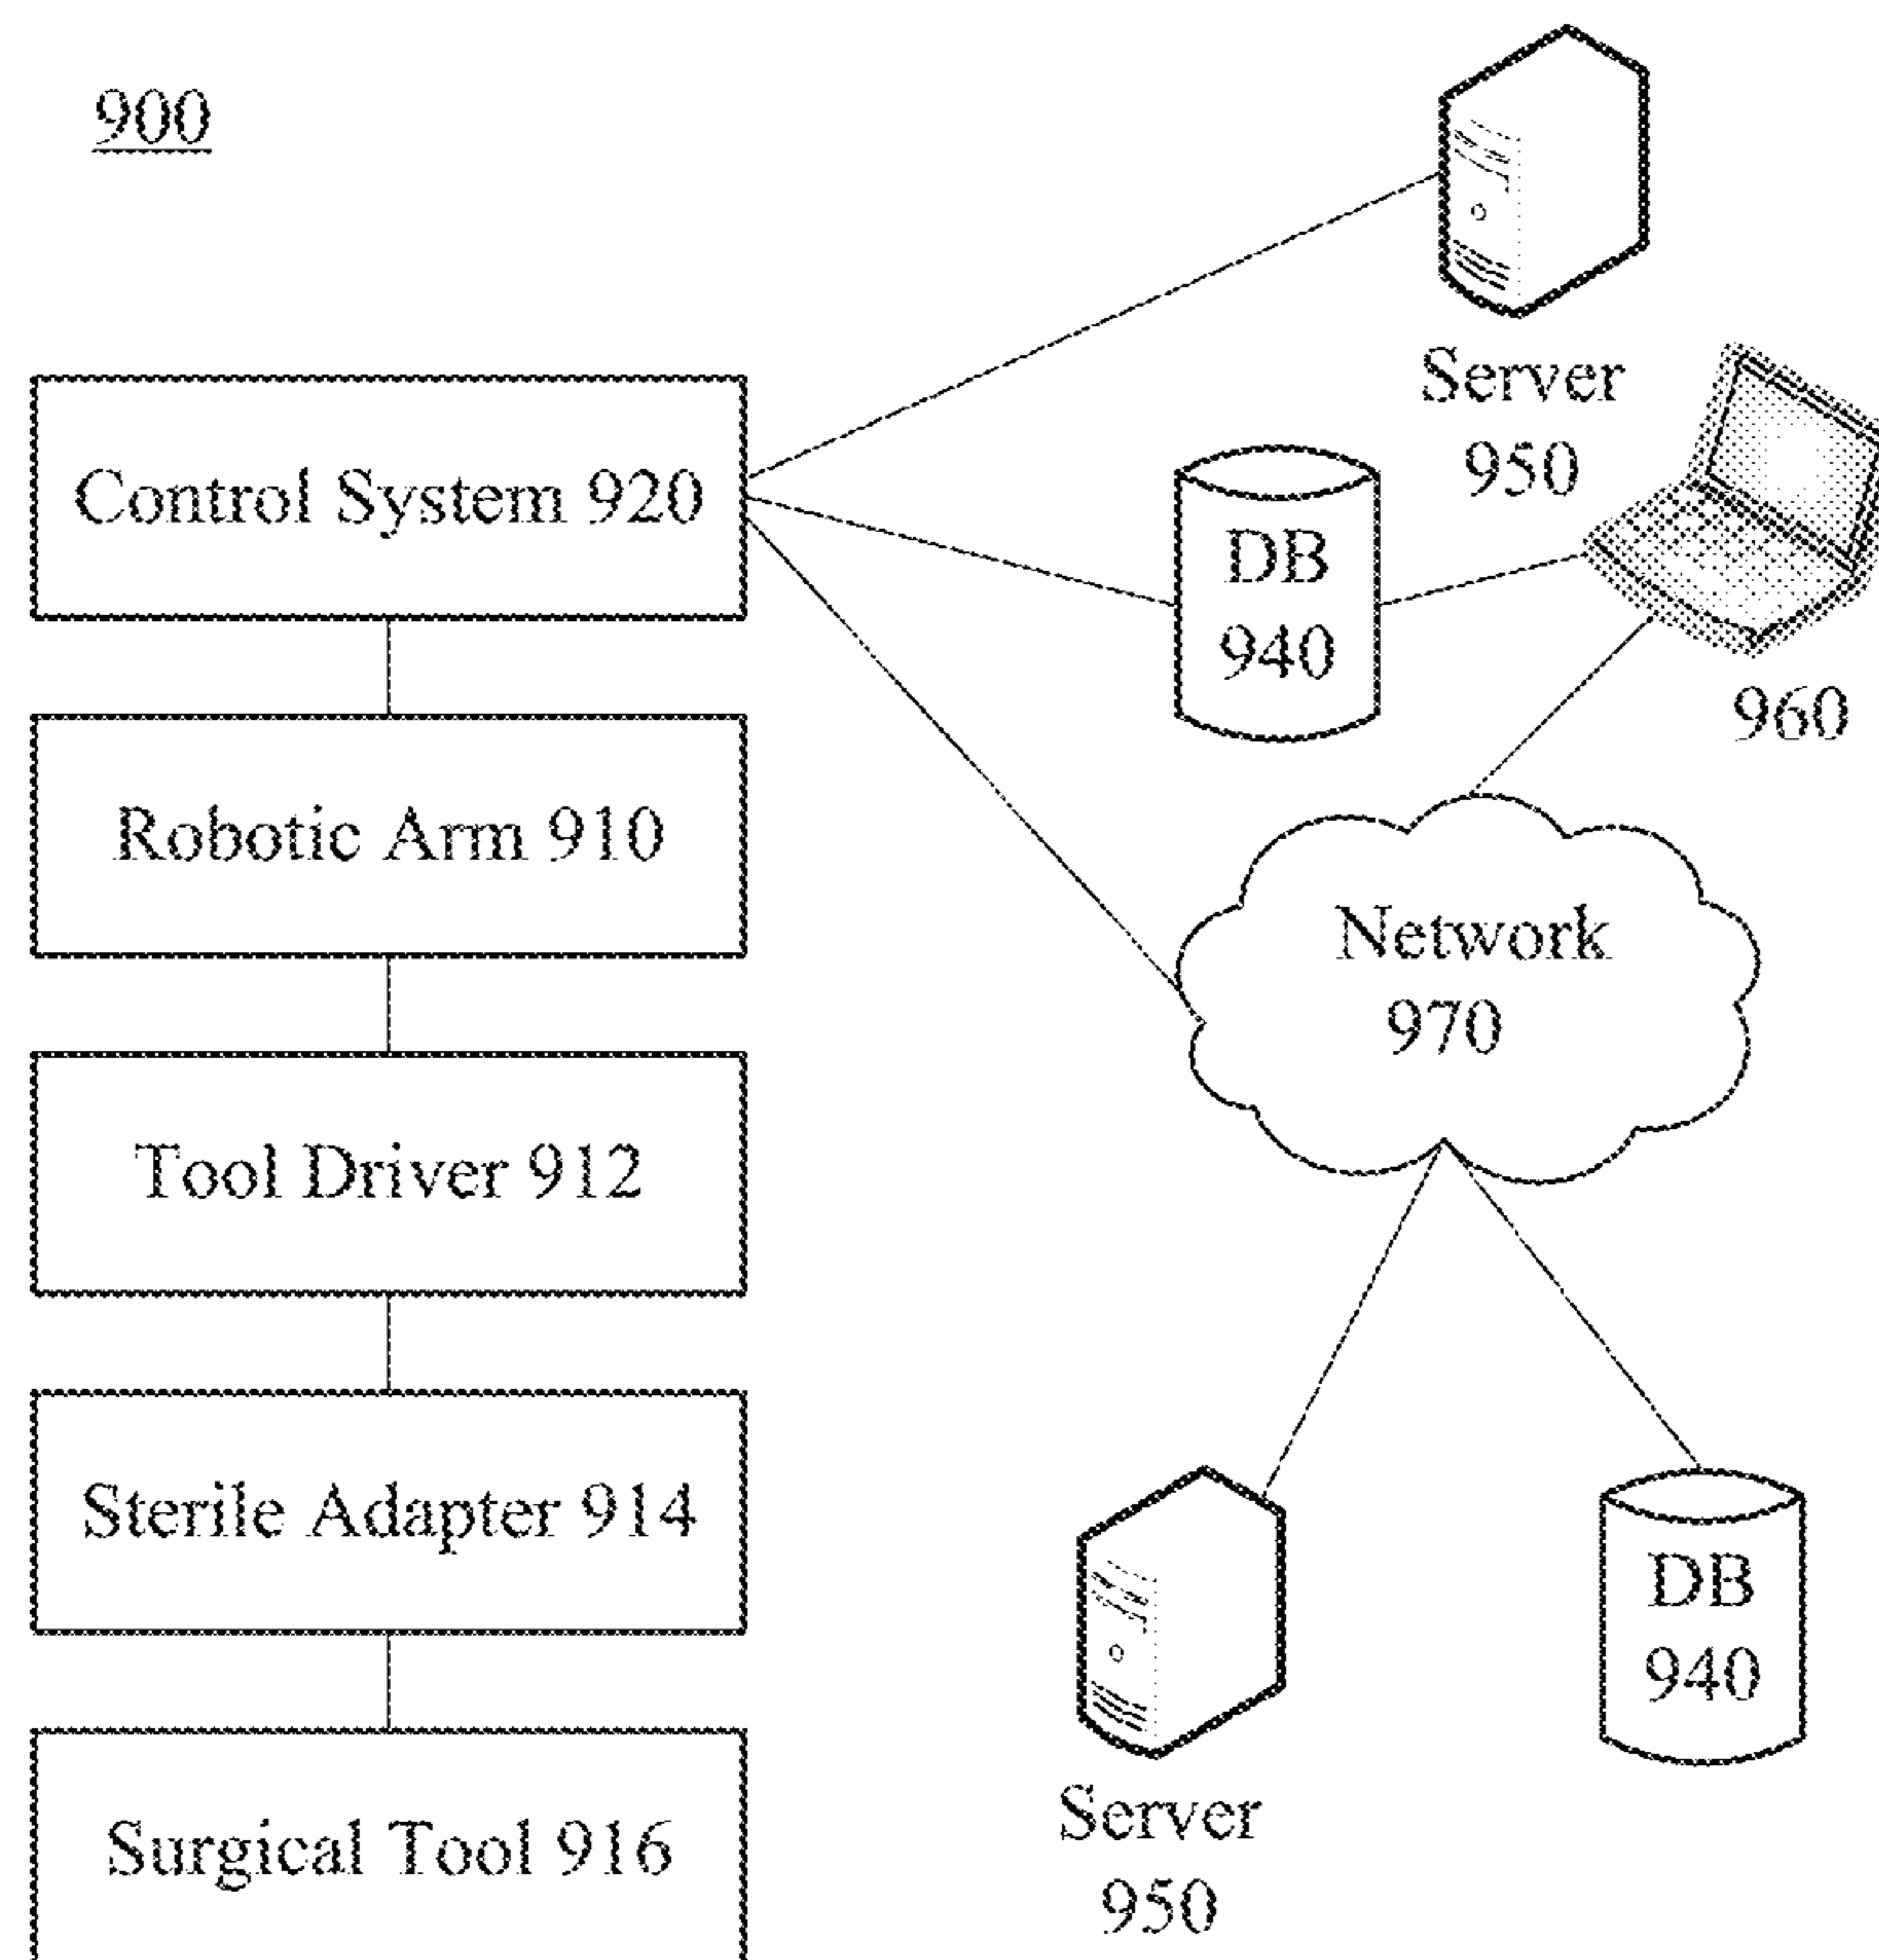 900
Server
950
Control System 920
DB
940
960
Robotic Arm 910
Network
970
Tool Driver 912
Sterile Adapter 914
DB
940
Surgical Tool 916
Server
950